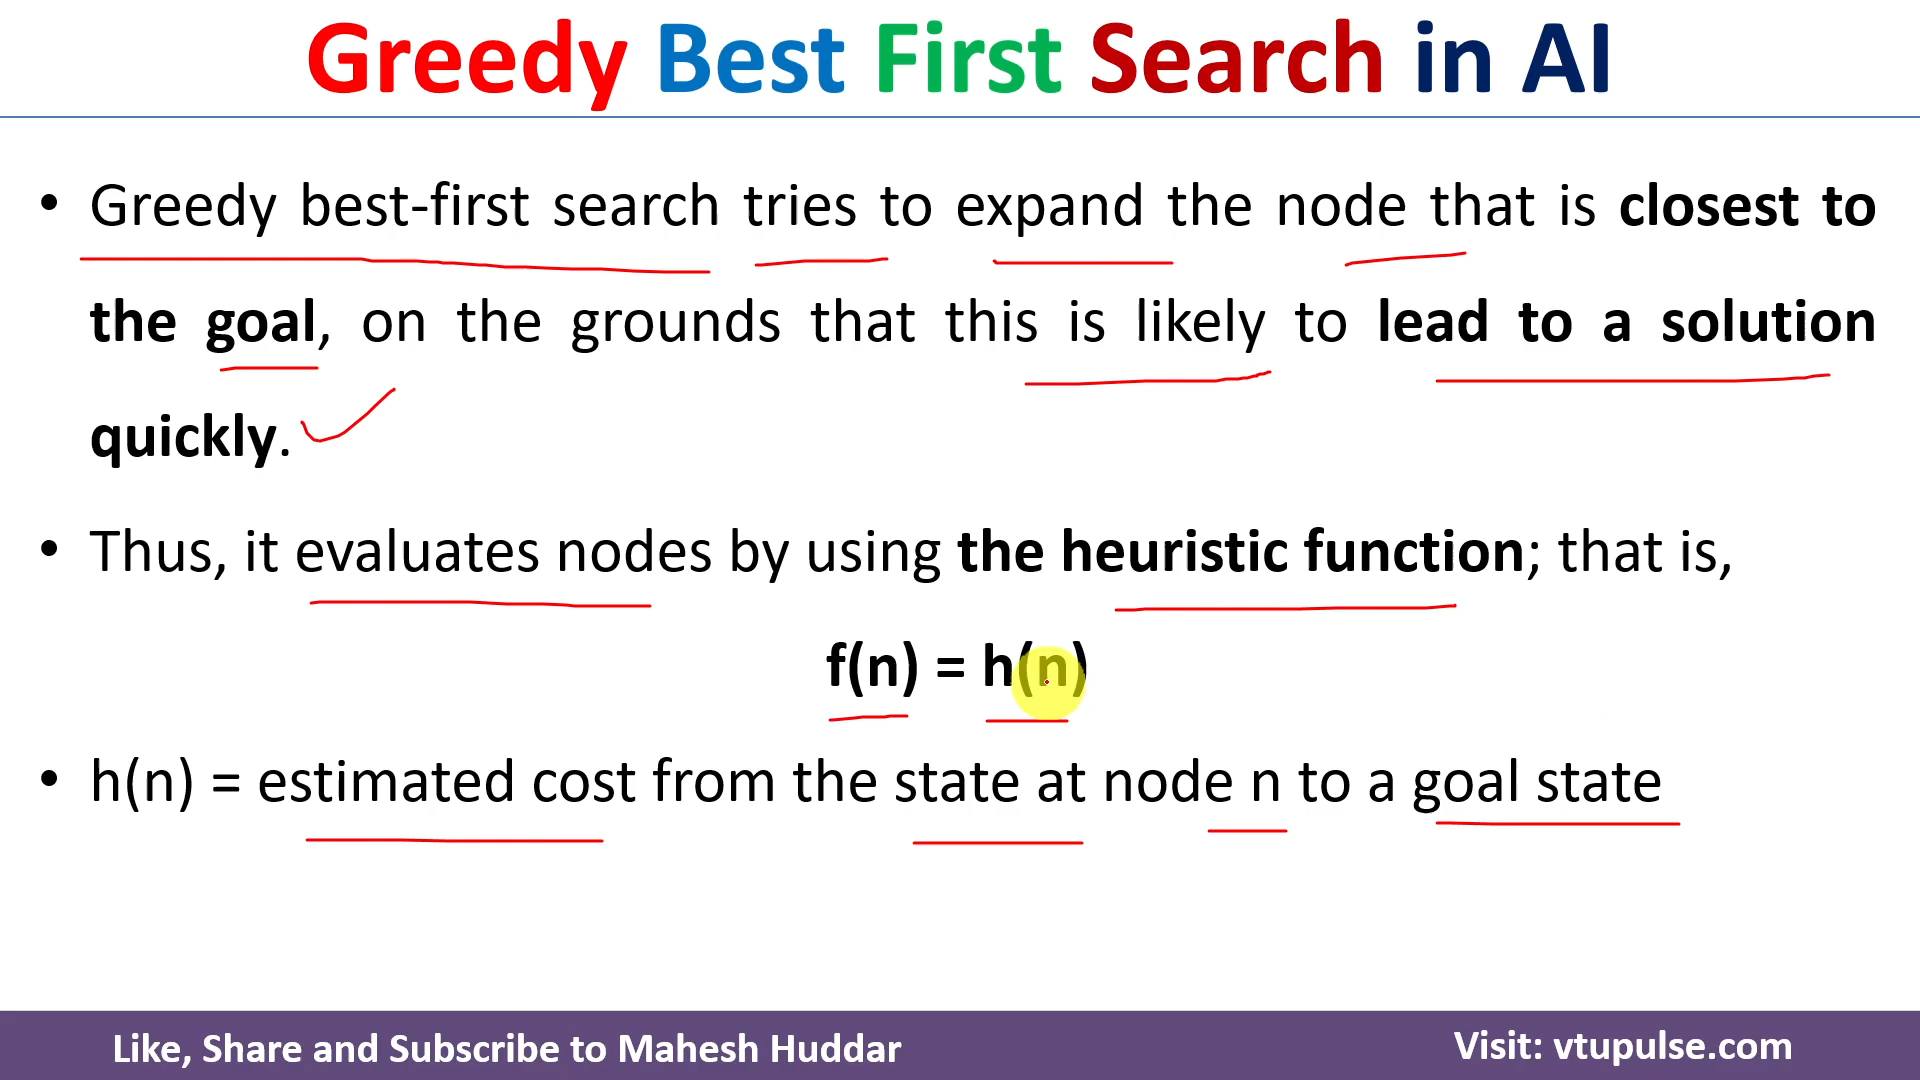 Greedy Best First Search in AI
• Greedy best-first search tries to expand the node that is closest to
the goal, on the grounds that this is likely to lead to a solution
quickly.
• Thus, it evaluates nodes by using the heuristic function; that is,
f(n) = h(n)
• h(n) = estimated cost from the state at node n to a goal state
Like, Share and Subscribe to Mahesh Huddar
Visit: vtupulse.com